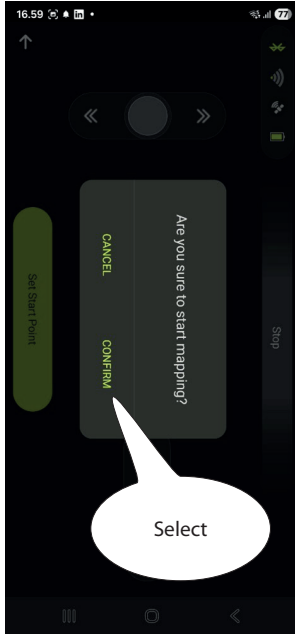 16.59
77
Are you sure to start mapping?
CANCEL
CONFIRM
Set Start Point
Stop
Select